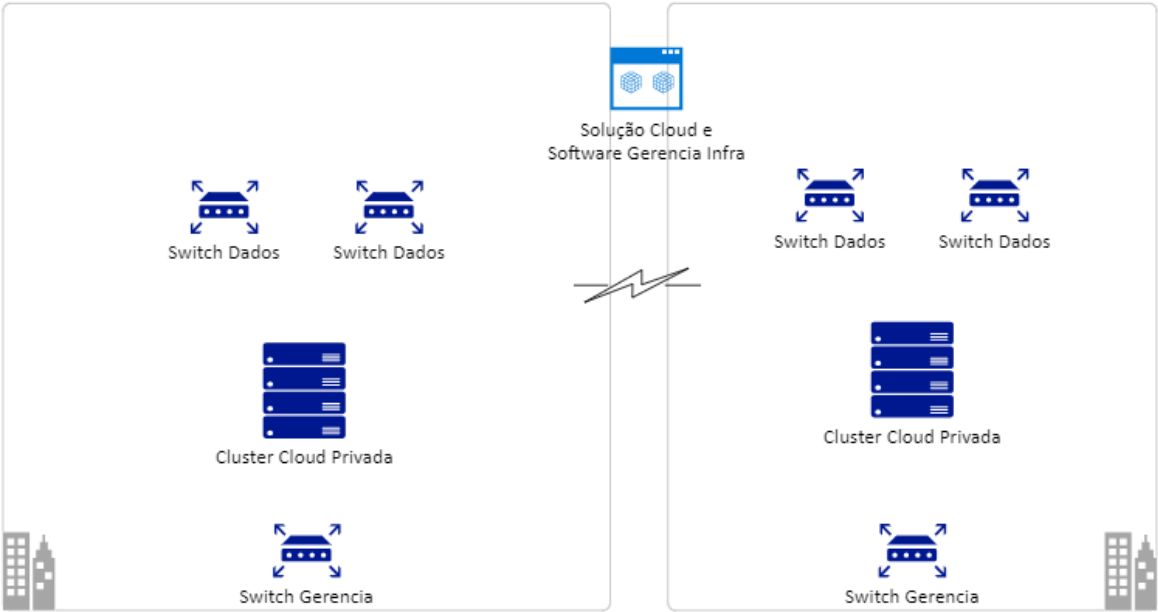 Solução Cloud e
Software Gerencia Infra
Switch Dados
Switch Dados
Switch Dados
Switch Dados
Cluster Cloud Privada
Cluster Cloud Privada
Switch Gerencia
Switch Gerencia